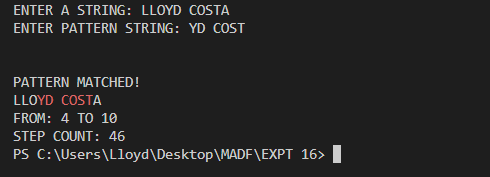 ENTER A STRING: LLOYD COSTA
ENTER PATTERN STRING: YD COST
PATTERN MATCHED!
LLOYD COSTA
FROM: 4 TO 10
STEP COUNT: 46
PS C:\Users\Lloyd\Desktop\MADF\EXPT 16>